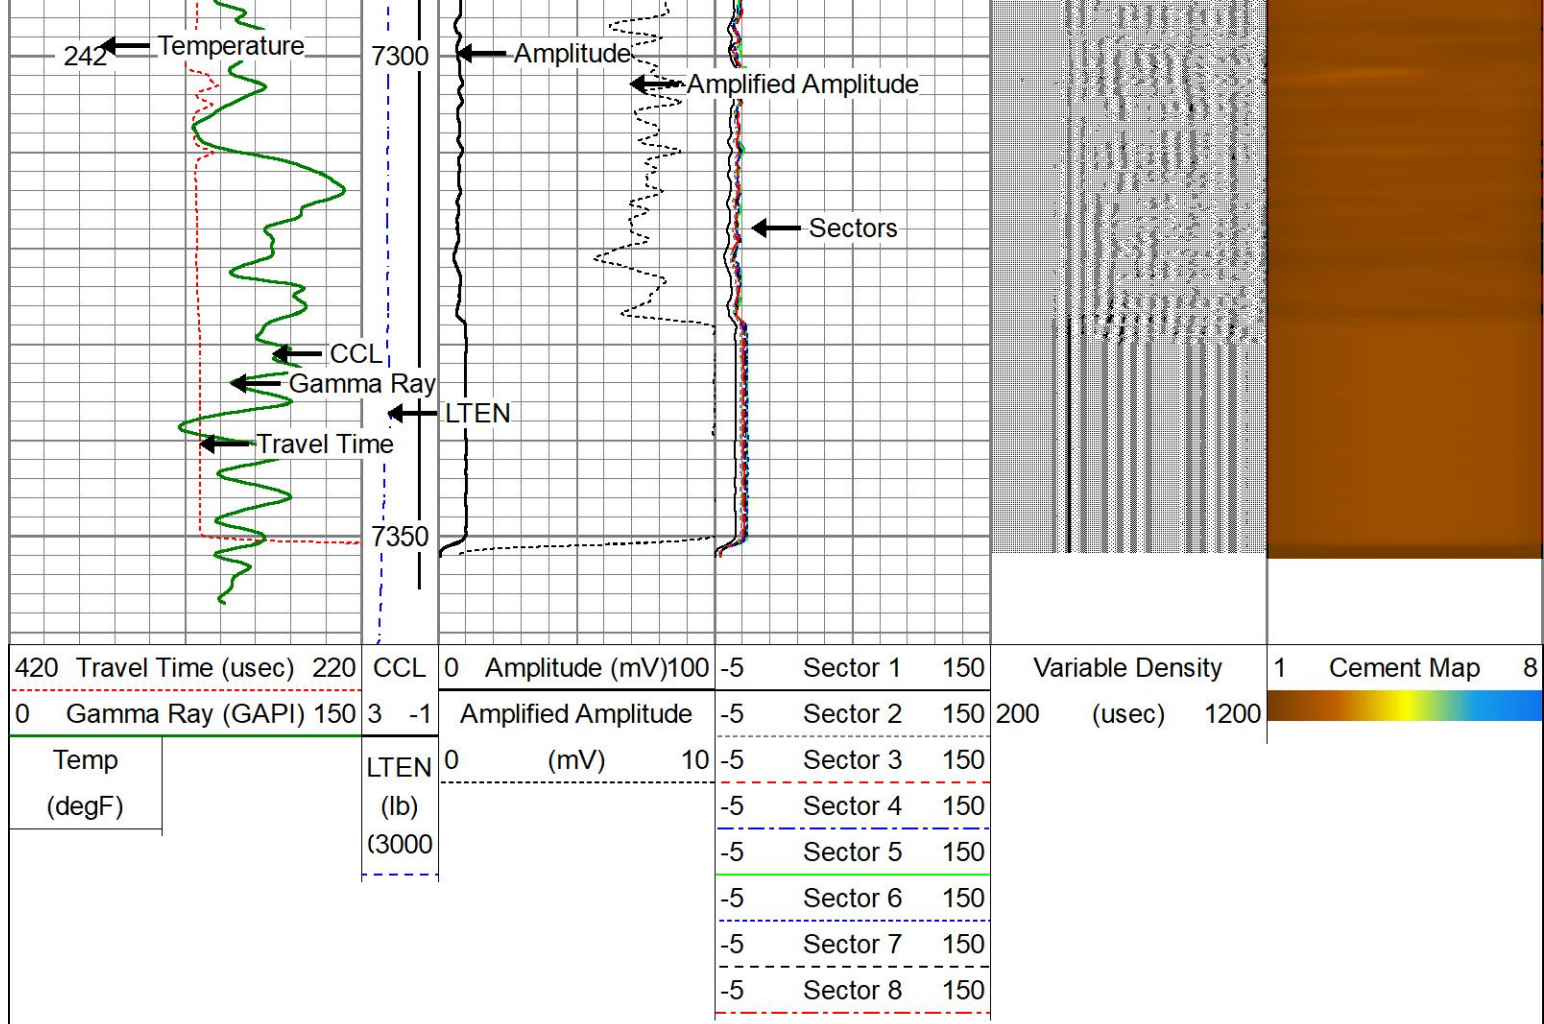 242
Temperature
7300
Amplitude
Amplified Amplitude
Sectors
CCL
Gamma Ray
LTEN
Travel Time
7350
420 Travel Time (usec) 220
0 Gamma Ray (GAPI) 150
Temp
(degF)
CCL
3 -1
LTEN
(lb)
(3000
0 Amplitude (mV)100
Amplified Amplitude
0 (mV) 10
-5 Sector 1 150
-5 Sector 2 150
-5 Sector 3 150
-5 Sector 4 150
-5 Sector 5 150
-5 Sector 6 150
-5 Sector 7 150
-5 Sector 8 150
Variable Density
200 (usec) 1200
1 Cement Map 8